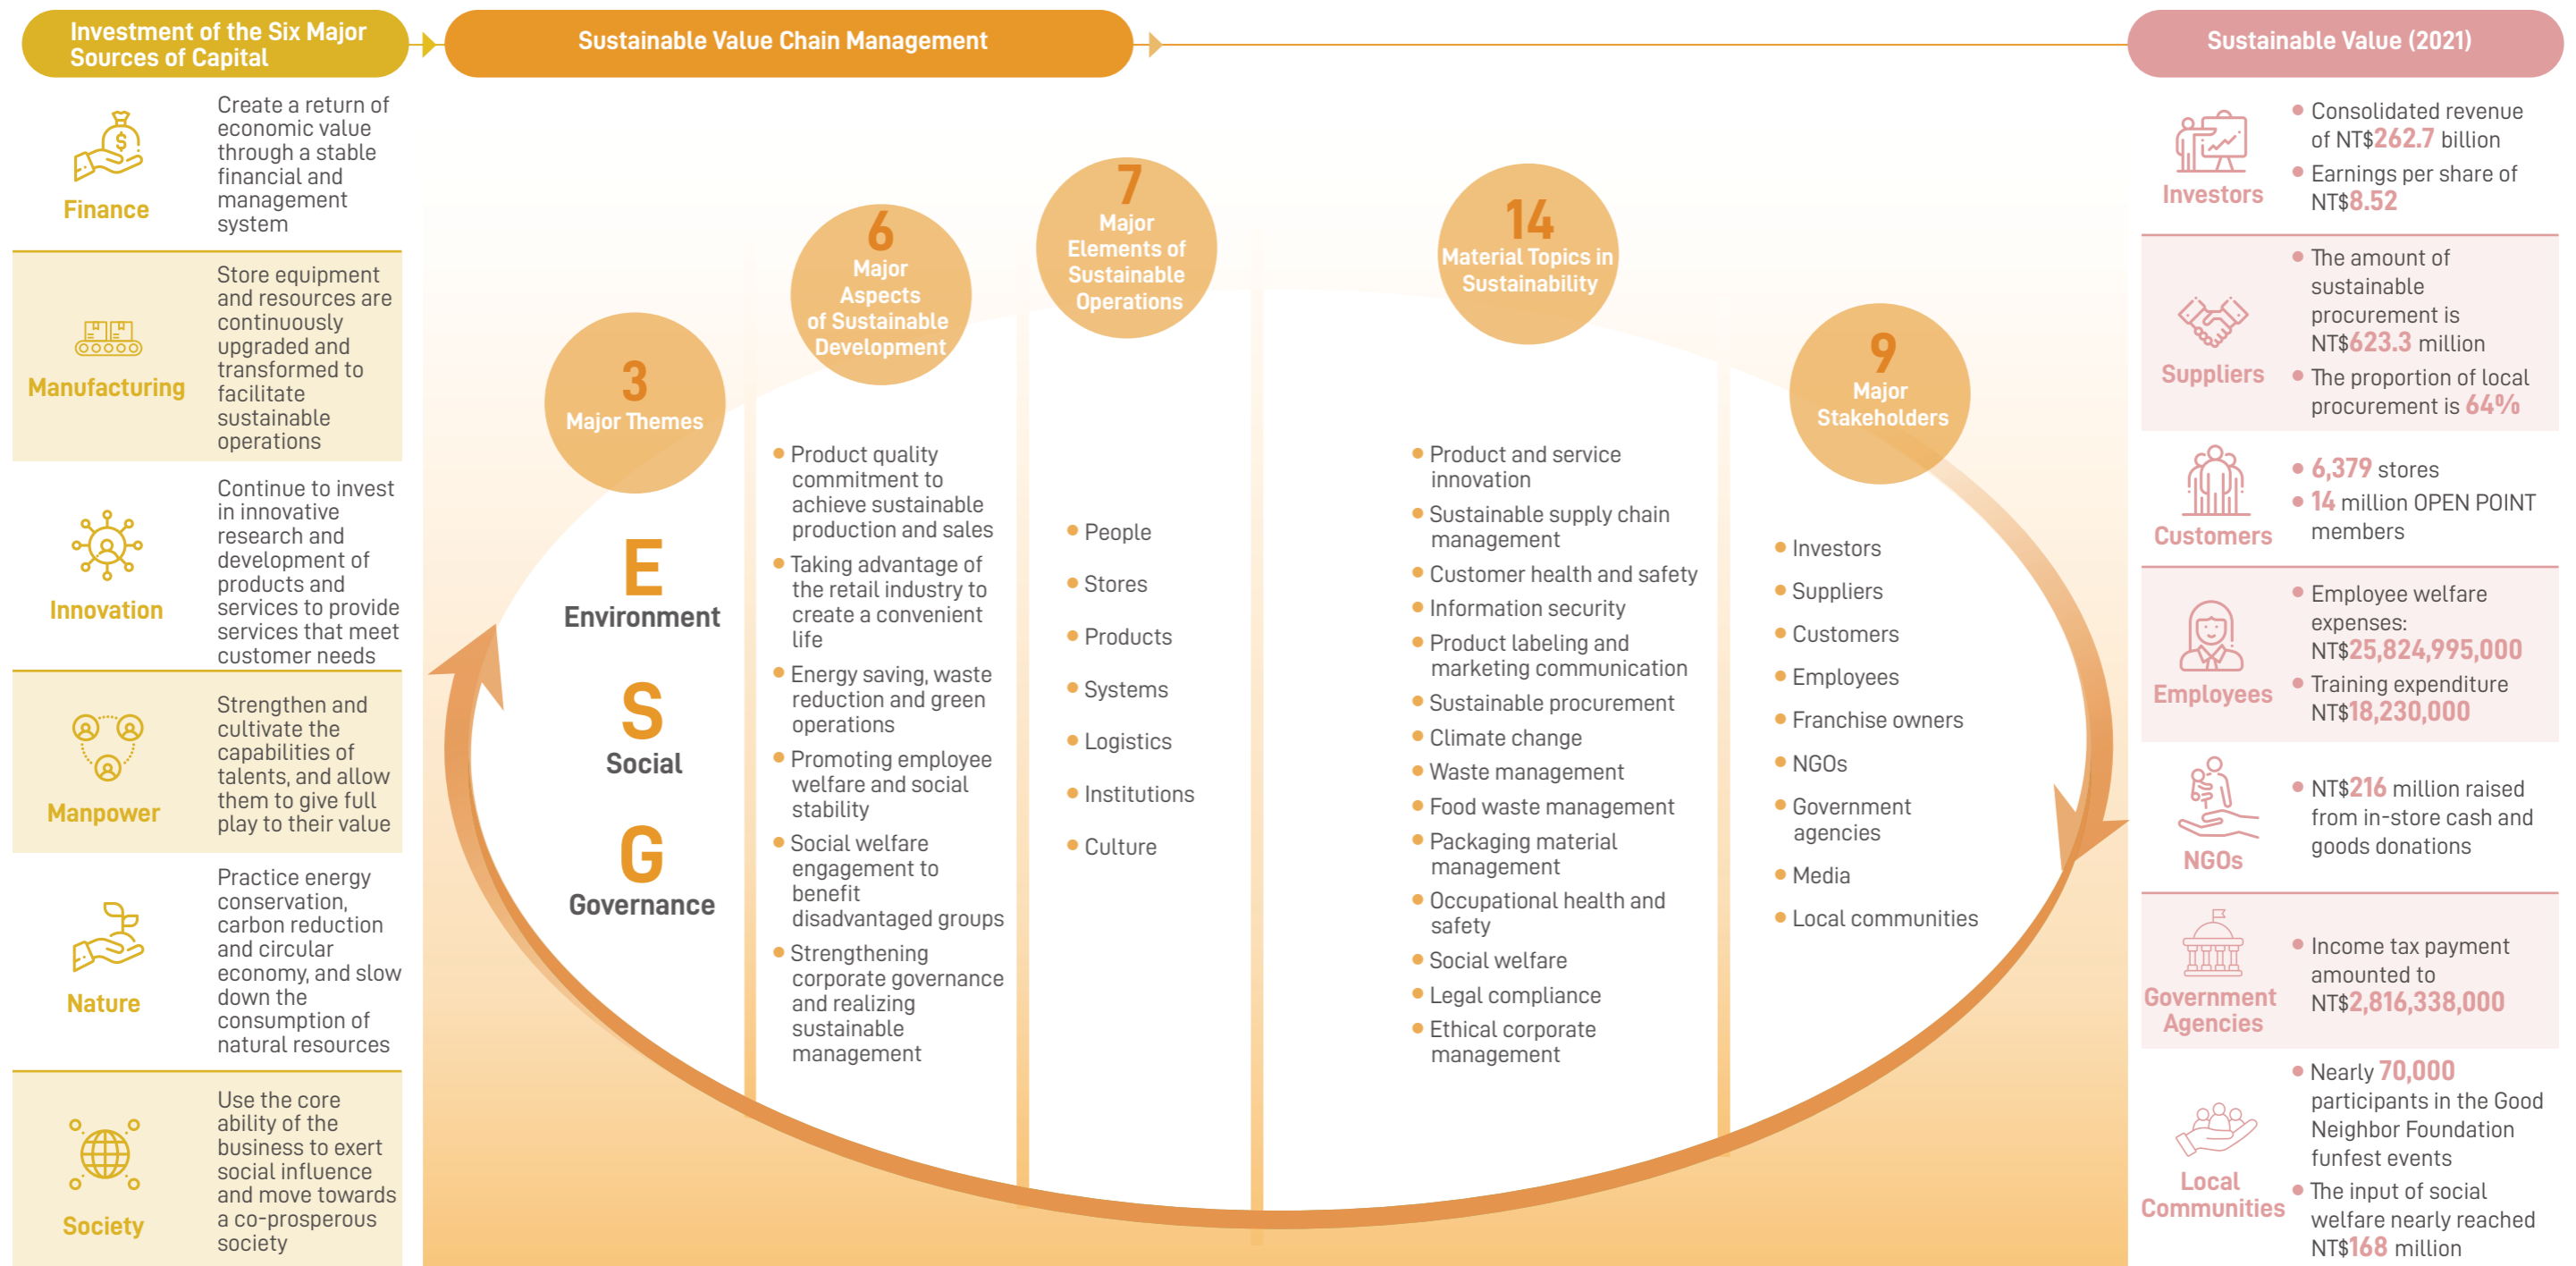 Investment of the Six Major
Sources of Capital
Sustainable Value Chain Management
Sustainable Value (2021)
Finance
Create a return of
economic value
through a stable
financial and
management
system
Manufacturing
Store equipment
and resources are
continuously
upgraded and
transformed to
facilitate
sustainable
operations
Innovation
Continue to invest
in innovative
research and
development of
products and
services to provide
services that meet
customer needs
Manpower
Strengthen and
cultivate the
capabilities of
talents, and allow
them to give full
play to their value
Nature
Practice energy
conservation,
carbon reduction
and circular
economy, and slow
down the
consumption of
natural resources
Society
Use the core
ability of the
business to exert
social influence
and move towards
a co-prosperous
society
3
Major Themes
E
Environment
S
Social
G
Governance
6
Major
Aspects
of Sustainable
Development
• Product quality
commitment to
achieve sustainable
production and sales
• Taking advantage of
the retail industry to
create a convenient
life
• Energy saving, waste
reduction and green
operations
• Promoting employee
welfare and social
stability
• Social welfare
engagement to
benefit
disadvantaged groups
• Strengthening
corporate governance
and realizing
sustainable
management
7
Major
Elements of
Sustainable
Operations
• People
• Stores
• Products
• Systems
• Logistics
• Institutions
• Culture
14
Material Topics in
Sustainability
• Product and service
innovation
• Sustainable supply chain
management
• Customer health and safety
• Information security
• Product labeling and
marketing communication
• Sustainable procurement
• Climate change
• Waste management
• Food waste management
• Packaging material
management
• Occupational health and
safety
• Social welfare
• Legal compliance
• Ethical corporate
management
9
Major
Stakeholders
• Investors
• Suppliers
• Customers
• Employees
• Franchise owners
• NGOs
• Government
agencies
• Media
• Local communities
Investors
• Consolidated revenue
of NT$262.7 billion
• Earnings per share of
NT$8.52
Suppliers
• The amount of
sustainable
procurement is
NT$623.3 million
• The proportion of local
procurement is 64%
Customers
• 6,379 stores
• 14 million OPEN POINT
members
Employees
• Employee welfare
expenses:
NT$25,824,995,000
• Training expenditure
NT$18,230,000
NGOs
• NT$216 million raised
from in-store cash and
goods donations
Government
Agencies
• Income tax payment
amounted to
NT$2,816,338,000
Local
Communities
• Nearly 70,000
participants in the Good
Neighbor Foundation
funfest events
• The input of social
welfare nearly reached
NT$168 million